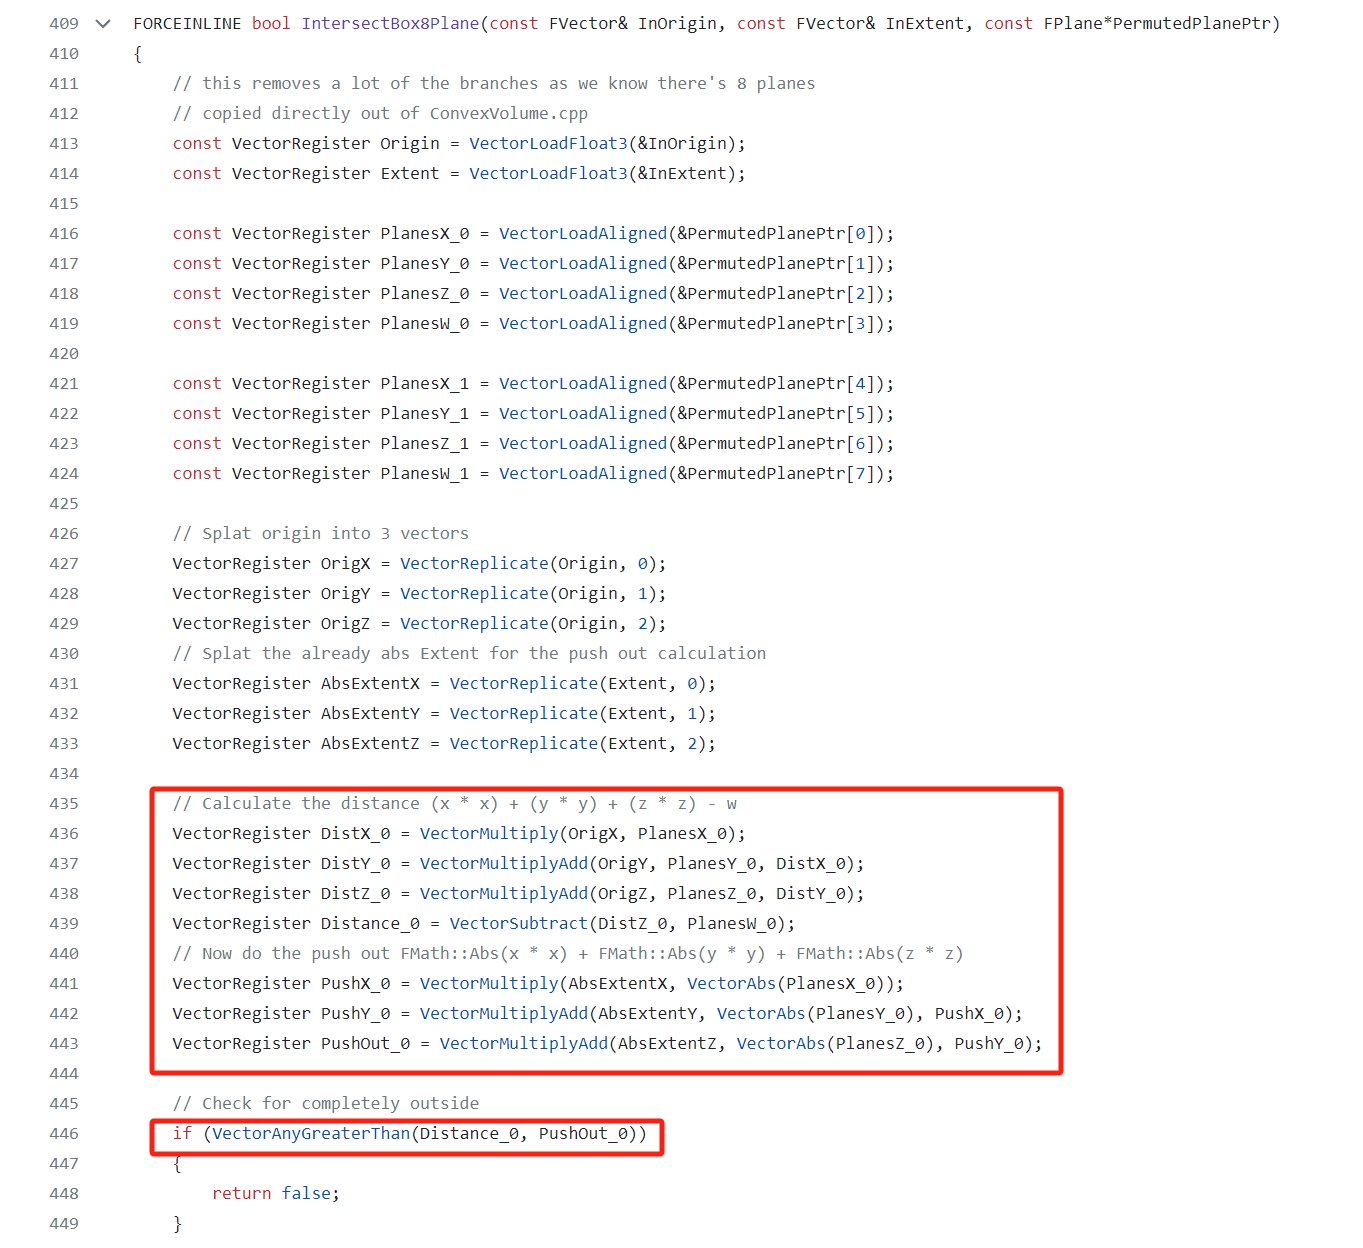 409 FORCEINLINE bool IntersectBox8Plane(const FVector& InOrigin, const FVector& InExtent, const FPlane*PermutedPlanePtr)
410 {
411 // this removes a lot of the branches as we know there's 8 planes
412 // copied directly out of ConvexVolume.cpp
413 const VectorRegister Origin = VectorLoadFloat3(&InOrigin);
414 const VectorRegister Extent = VectorLoadFloat3(&InExtent);
415
416 const VectorRegister PlanesX_0 = VectorLoadAligned(&PermutedPlanePtr[0]);
417 const VectorRegister PlanesY_0 = VectorLoadAligned(&PermutedPlanePtr[1]);
418 const VectorRegister PlanesZ_0 = VectorLoadAligned(&PermutedPlanePtr[2]);
419 const VectorRegister PlanesW_0 = VectorLoadAligned(&PermutedPlanePtr[3]);
420
421 const VectorRegister PlanesX_1 = VectorLoadAligned(&PermutedPlanePtr[4]);
422 const VectorRegister PlanesY_1 = VectorLoadAligned(&PermutedPlanePtr[5]);
423 const VectorRegister PlanesZ_1 = VectorLoadAligned(&PermutedPlanePtr[6]);
424 const VectorRegister PlanesW_1 = VectorLoadAligned(&PermutedPlanePtr[7]);
425
426 // Splat origin into 3 vectors
427 VectorRegister OrigX = VectorReplicate(Origin, 0);
428 VectorRegister OrigY = VectorReplicate(Origin, 1);
429 VectorRegister OrigZ = VectorReplicate(Origin, 2);
430 // Splat the already abs Extent for the push out calculation
431 VectorRegister AbsExtentX = VectorReplicate(Extent, 0);
432 VectorRegister AbsExtentY = VectorReplicate(Extent, 1);
433 VectorRegister AbsExtentZ = VectorReplicate(Extent, 2);
434
435 // Calculate the distance (x * x) + (y * y) + (z * z) - w
436 VectorRegister DistX_0 = VectorMultiply(OrigX, PlanesX_0);
437 VectorRegister DistY_0 = VectorMultiplyAdd(OrigY, PlanesY_0, DistX_0);
438 VectorRegister DistZ_0 = VectorMultiplyAdd(OrigZ, PlanesZ_0, DistY_0);
439 VectorRegister Distance_0 = VectorSubtract(DistZ_0, PlanesW_0);
440 // Now do the push out FMath::Abs(x * x) + FMath::Abs(y * y) + FMath::Abs(z * z)
441 VectorRegister PushX_0 = VectorMultiply(AbsExtentX, VectorAbs(PlanesX_0));
442 VectorRegister PushY_0 = VectorMultiplyAdd(AbsExtentY, VectorAbs(PlanesY_0), PushX_0);
443 VectorRegister PushOut_0 = VectorMultiplyAdd(AbsExtentZ, VectorAbs(PlanesZ_0), PushY_0);
444
445 // Check for completely outside
446 if (VectorAnyGreaterThan(Distance_0, PushOut_0))
447 {
448 return false;
449 }